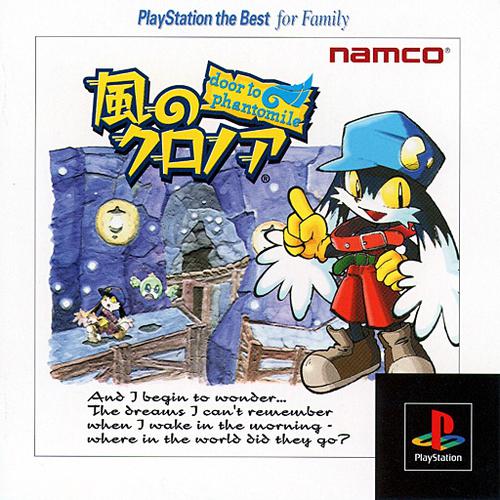 PlayStation the Best for Family
namco®
door to
phantomile
風の
クロノア®
And I begin to wonder...
The dreams I can't remember
when I wake in the morning -
where in the world did they go?
PlayStation